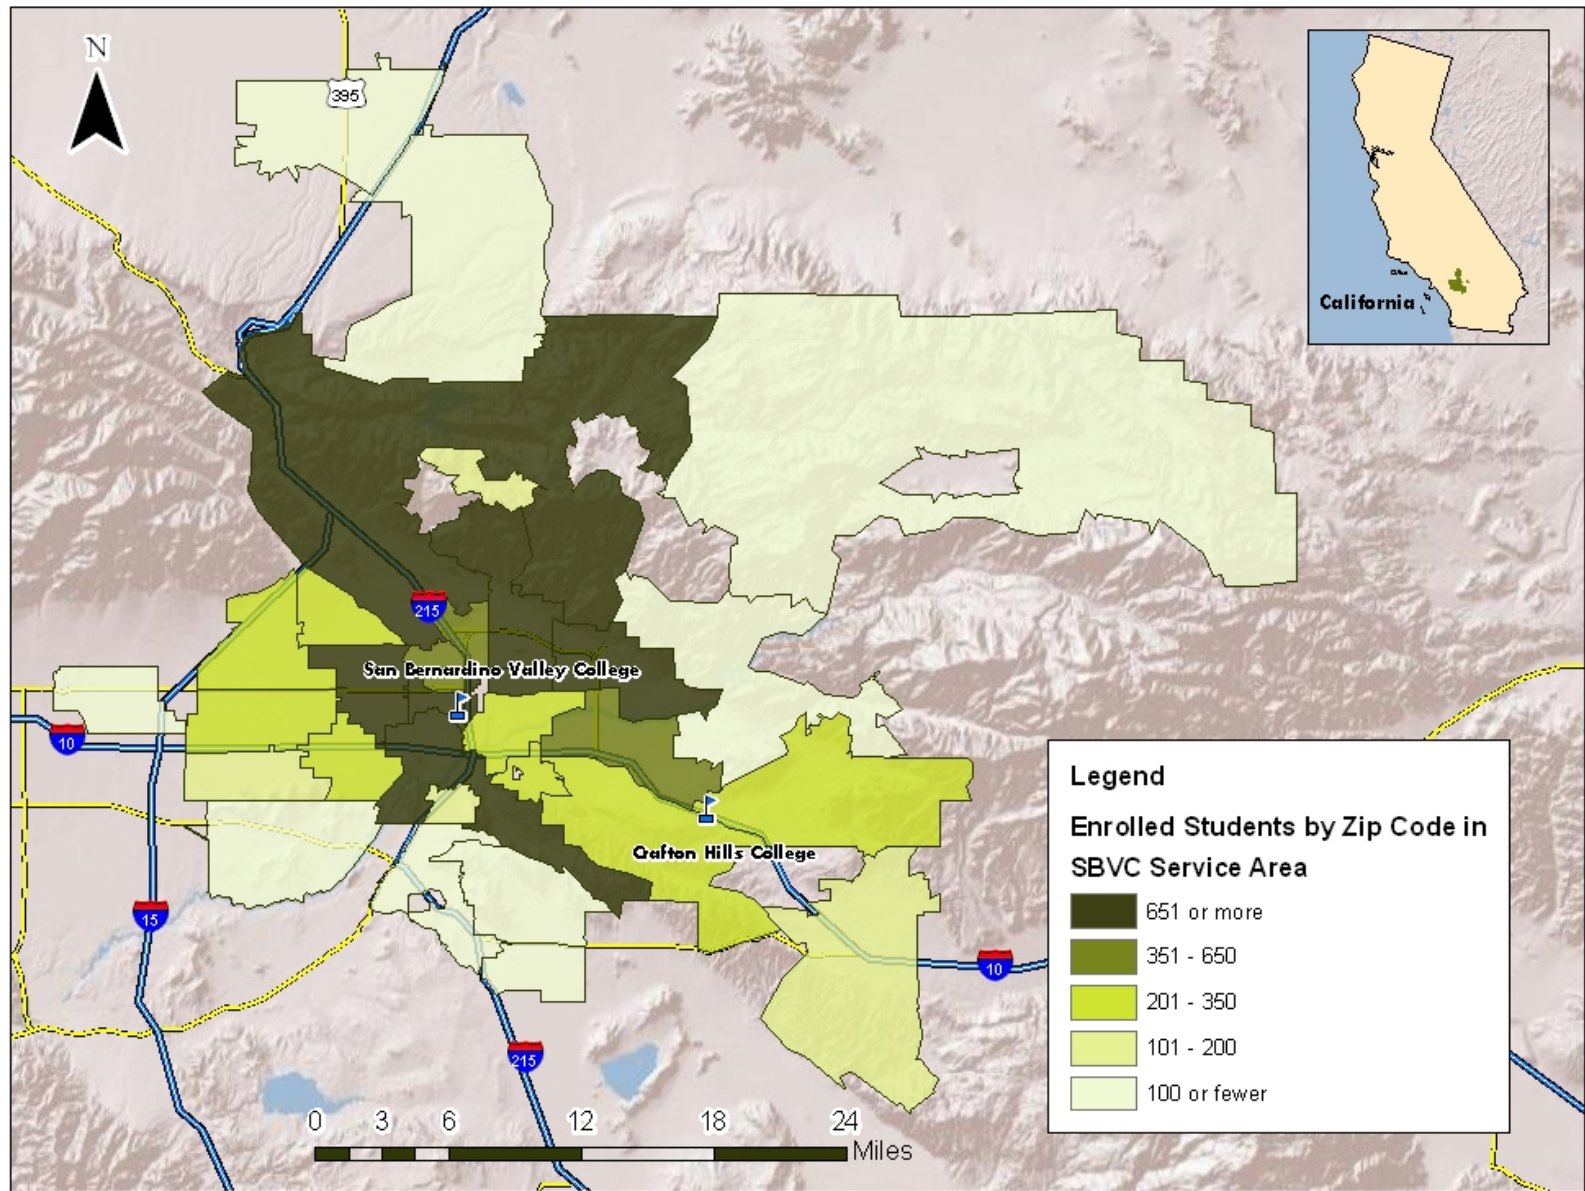 N
395
California
215
San Bernardino Valley College
10
Crafton Hills College
15
10
215
Legend
Enrolled Students by Zip Code in
SBVC Service Area
651 or more
351 - 650
201 - 350
101 - 200
100 or fewer
0 3 6 12 18 24
Miles